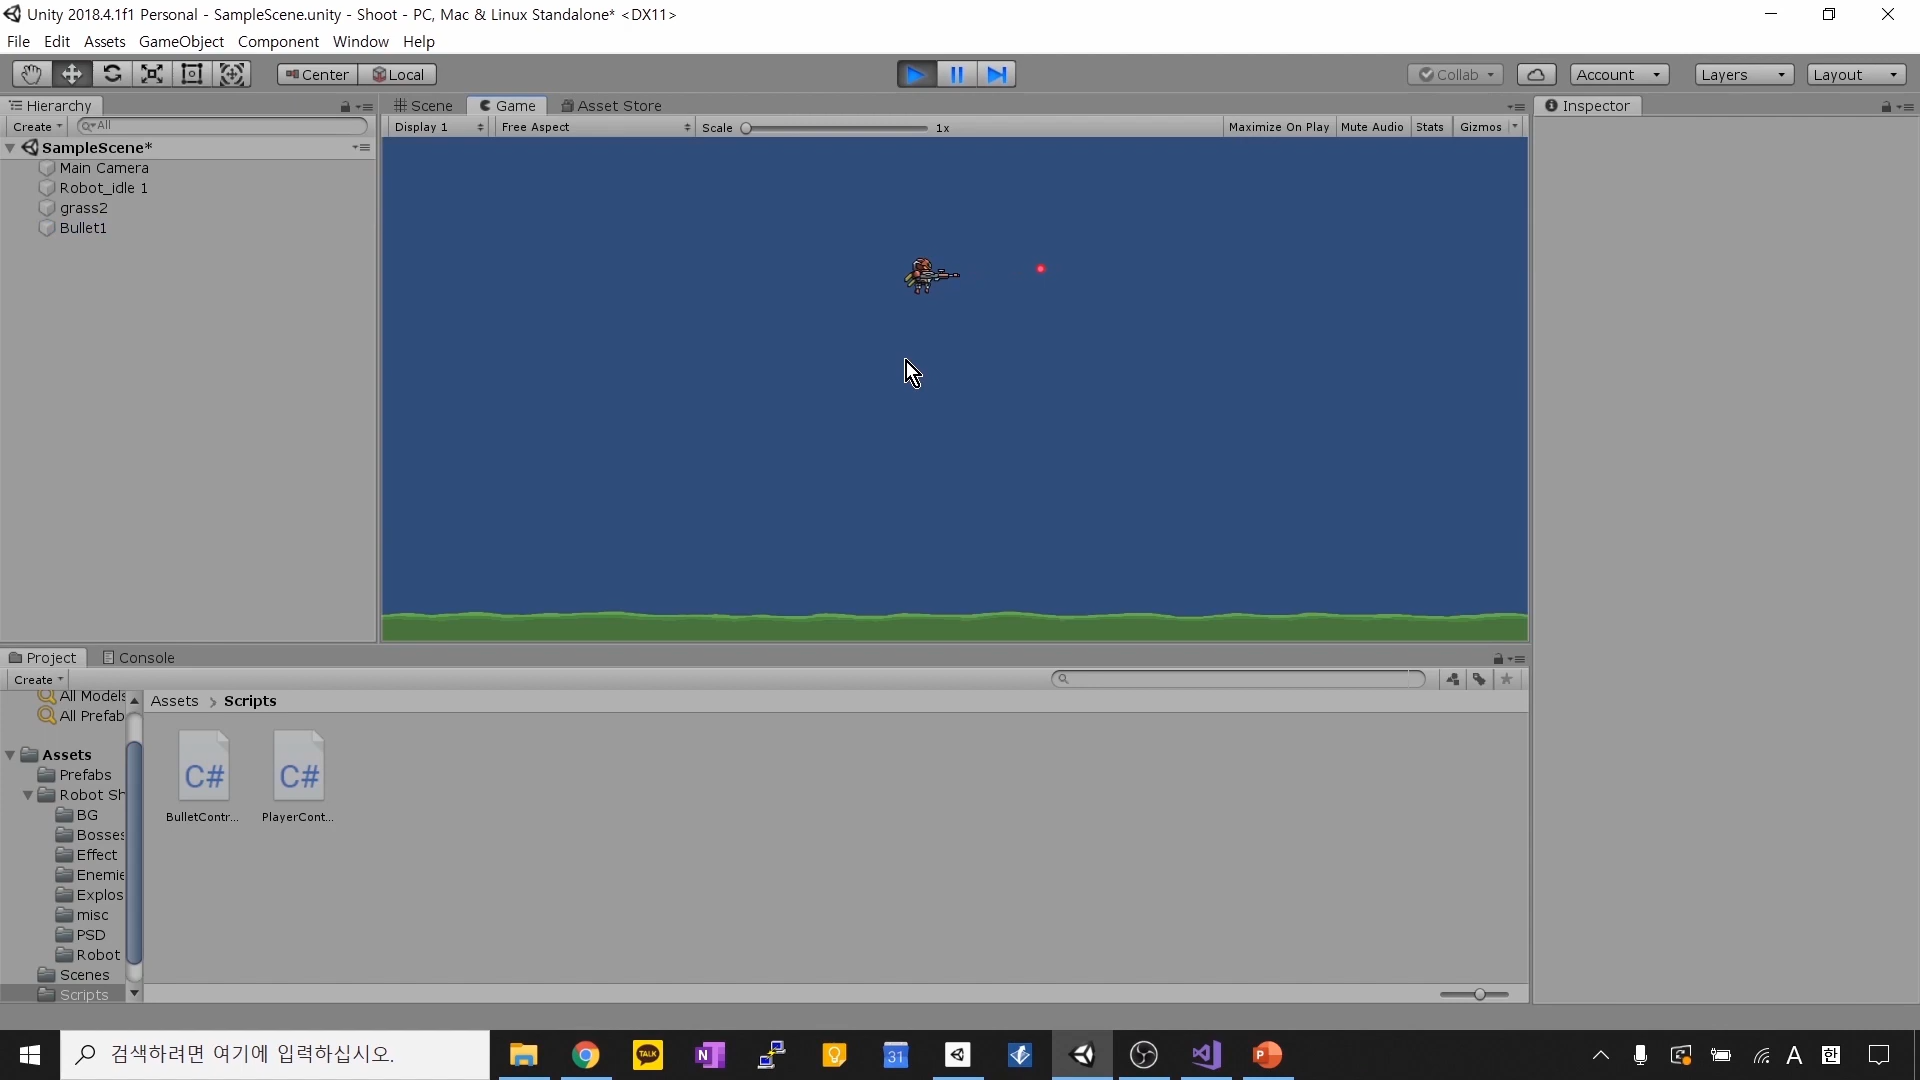 Unity 2018.4.1f1 Personal - SampleScene.unity - Shoot - PC, Mac & Linux Standalone* <DX11>
File Edit Assets GameObject Component Window Help
Center Local Collab Account Layers Layout
Hierarchy Scene Game Asset Store Inspector
Create All Display 1 Free Aspect Scale 1x Maximize On Play Mute Audio Stats Gizmos
SampleScene*
Main Camera
Robot_idle 1
grass2
Bullet1
Project Console
Create
All Models
All Prefab
Assets > Scripts
Assets
Prefabs
Robot Sh
BG
Bosses
Effect
Enemie
Explos
misc
PSD
Robot
Scenes
Scripts
C# C#
BulletContr... PlayerCont...
검색하려면 여기에 입력하십시오.
TALK N 31 P A 한